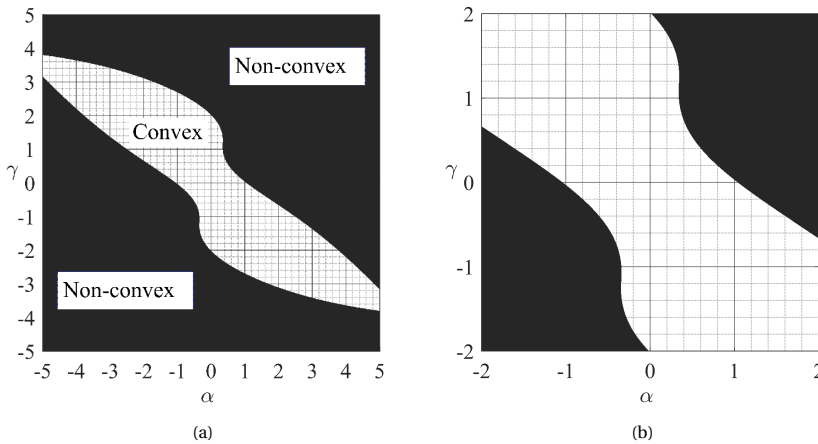 5
4
3
2
1
γ 0
-1
-2
-3
-4
-5
Non-convex
Convex
Non-convex
-5 -4 -3 -2 -1 0 1 2 3 4 5
α
(a)
2
1
γ 0
-1
-2
-2 -1 0 1 2
α
(b)